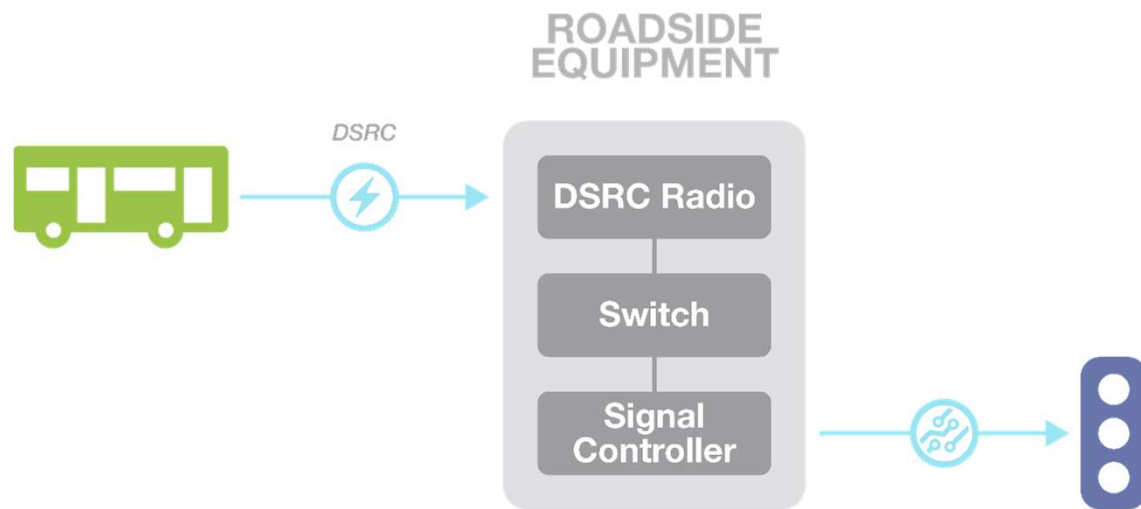 ROADSIDE
EQUIPMENT
DSRC
DSRC Radio
Switch
Signal
Controller